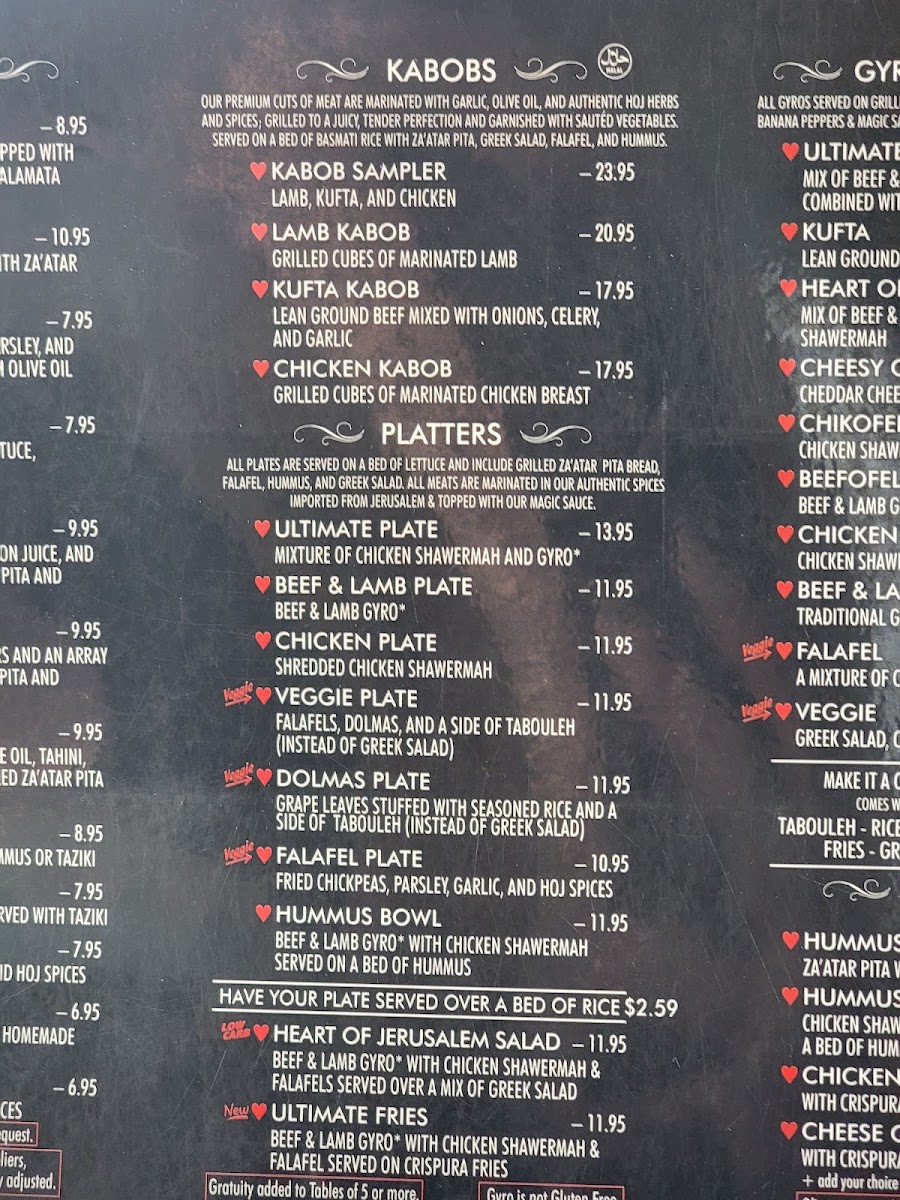 – 8.95
PPED WITH
ALAMATA
– 10.95
TH ZA'ATAR
– 7.95
RSLEY, AND
OLIVE OIL
– 7.95
TUCE,
– 9.95
ON JUICE, AND
PITA AND
– 9.95
S AND AN ARRAY
PITA AND
– 9.95
E OIL, TAHINI,
ED ZA'ATAR PITA
– 8.95
MMUS OR TAZIKI
– 7.95
RVED WITH TAZIKI
– 7.95
ID HOJ SPICES
– 6.95
HOMEMADE
– 6.95
CES
quest.
liers,
y adjusted.
KABOBS
حلال
HALAL
OUR PREMIUM CUTS OF MEAT ARE MARINATED WITH GARLIC, OLIVE OIL, AND AUTHENTIC HOJ HERBS
AND SPICES; GRILLED TO A JUICY, TENDER PERFECTION AND GARNISHED WITH SAUTÉD VEGETABLES.
SERVED ON A BED OF BASMATI RICE WITH ZA'ATAR PITA, GREEK SALAD, FALAFEL, AND HUMMUS.
KABOB SAMPLER – 23.95
LAMB, KUFTA, AND CHICKEN
LAMB KABOB – 20.95
GRILLED CUBES OF MARINATED LAMB
KUFTA KABOB – 17.95
LEAN GROUND BEEF MIXED WITH ONIONS, CELERY,
AND GARLIC
CHICKEN KABOB – 17.95
GRILLED CUBES OF MARINATED CHICKEN BREAST
PLATTERS
ALL PLATES ARE SERVED ON A BED OF LETTUCE AND INCLUDE GRILLED ZA'ATAR PITA BREAD,
FALAFEL, HUMMUS, AND GREEK SALAD. ALL MEATS ARE MARINATED IN OUR AUTHENTIC SPICES
IMPORTED FROM JERUSALEM & TOPPED WITH OUR MAGIC SAUCE.
ULTIMATE PLATE – 13.95
MIXTURE OF CHICKEN SHAWERMAH AND GYRO*
BEEF & LAMB PLATE – 11.95
BEEF & LAMB GYRO*
CHICKEN PLATE – 11.95
SHREDDED CHICKEN SHAWERMAH
Veggie VEGGIE PLATE – 11.95
FALAFELS, DOLMAS, AND A SIDE OF TABOULEH
(INSTEAD OF GREEK SALAD)
Veggie DOLMAS PLATE – 11.95
GRAPE LEAVES STUFFED WITH SEASONED RICE AND A
SIDE OF TABOULEH (INSTEAD OF GREEK SALAD)
Veggie FALAFEL PLATE – 10.95
FRIED CHICKPEAS, PARSLEY, GARLIC, AND HOJ SPICES
HUMMUS BOWL – 11.95
BEEF & LAMB GYRO* WITH CHICKEN SHAWERMAH
SERVED ON A BED OF HUMMUS
HAVE YOUR PLATE SERVED OVER A BED OF RICE $2.59
LOW CARB HEART OF JERUSALEM SALAD – 11.95
BEEF & LAMB GYRO* WITH CHICKEN SHAWERMAH &
FALAFELS SERVED OVER A MIX OF GREEK SALAD
New ULTIMATE FRIES – 11.95
BEEF & LAMB GYRO* WITH CHICKEN SHAWERMAH &
FALAFEL SERVED ON CRISPURA FRIES
Gratuity added to Tables of 5 or more.
Gyro is not Gluten Free
GYR
ALL GYROS SERVED ON GRILL
BANANA PEPPERS & MAGIC SA
ULTIMATE
MIX OF BEEF &
COMBINED WIT
KUFTA
LEAN GROUND
HEART O
MIX OF BEEF &
SHAWERMAH
CHEESY
CHEDDAR CHEE
CHIKOFE
CHICKEN SHAW
BEEFOFEL
BEEF & LAMB G
CHICKEN
CHICKEN SHAW
BEEF & LA
TRADITIONAL G
Veggie FALAFEL
A MIXTURE OF C
Veggie VEGGIE
GREEK SALAD,
MAKE IT A
COMES W
TABOULEH - RICE
FRIES - GR
HUMMUS
ZA'ATAR PITA
HUMMUS
CHICKEN SHAW
A BED OF HUM
CHICKEN
WITH CRISPURA
CHEESE
WITH CRISPURA
+ add your choice